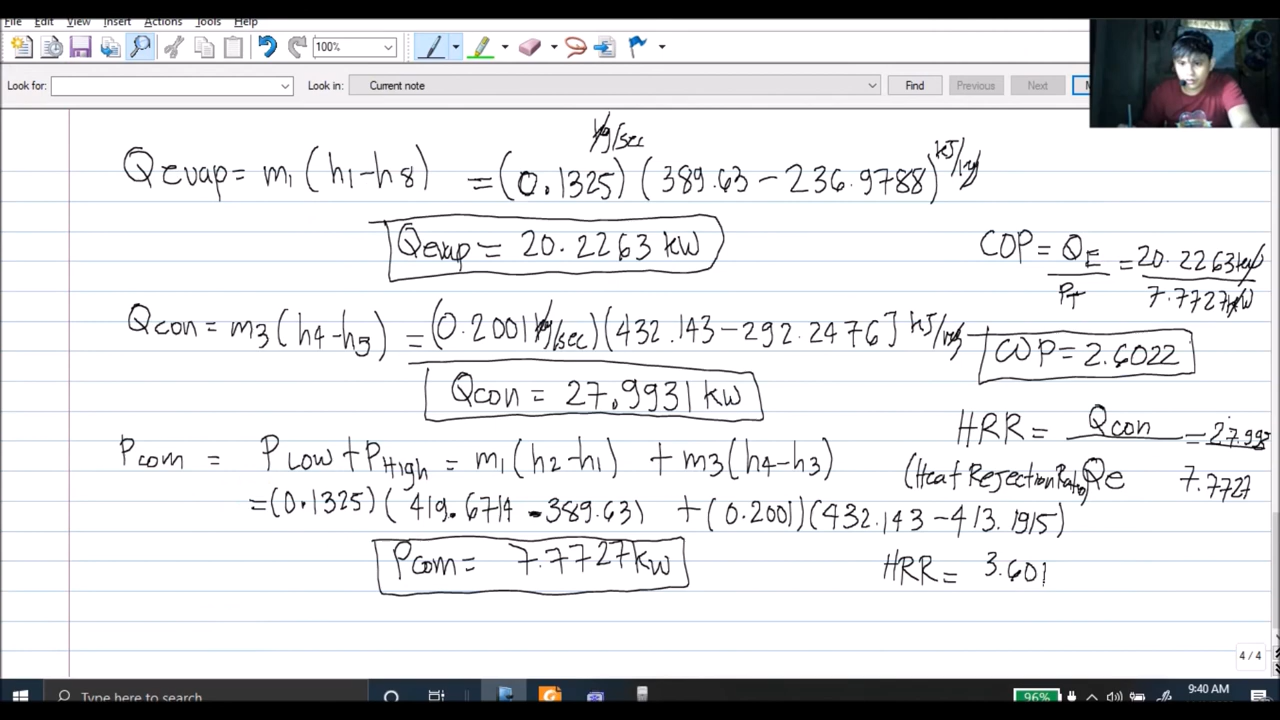 File Edit View Insert Actions Tools Help
100%
Look for: Look in: Current note Find Previous Next
kg/sec
Qevap = m1 (h1-h8) = (0.1325) (389.63 - 236.9788) kJ/kg
Qevap = 20.2263 kW
COP = QE/PT = 20.2263 kW/7.7727 kW
Qcon = m3 (h4-h5) = (0.2001 kg/sec) (432.143 - 292.2476] kJ/kg
COP = 2.6022
Qcon = 27.9931 kW
HRR = Qcon/Qe = 27.993/7.7727
(Heat Rejection Ratio)
Pcom = PLow + PHigh = m1 (h2-h1) + m3 (h4-h3)
= (0.1325) (419.6714 - 389.63) + (0.2001) (432.143 - 413.1915)
Pcom = 7.7727 kW
HRR = 3.601
4 / 4
Type here to search
96%
9:40 AM